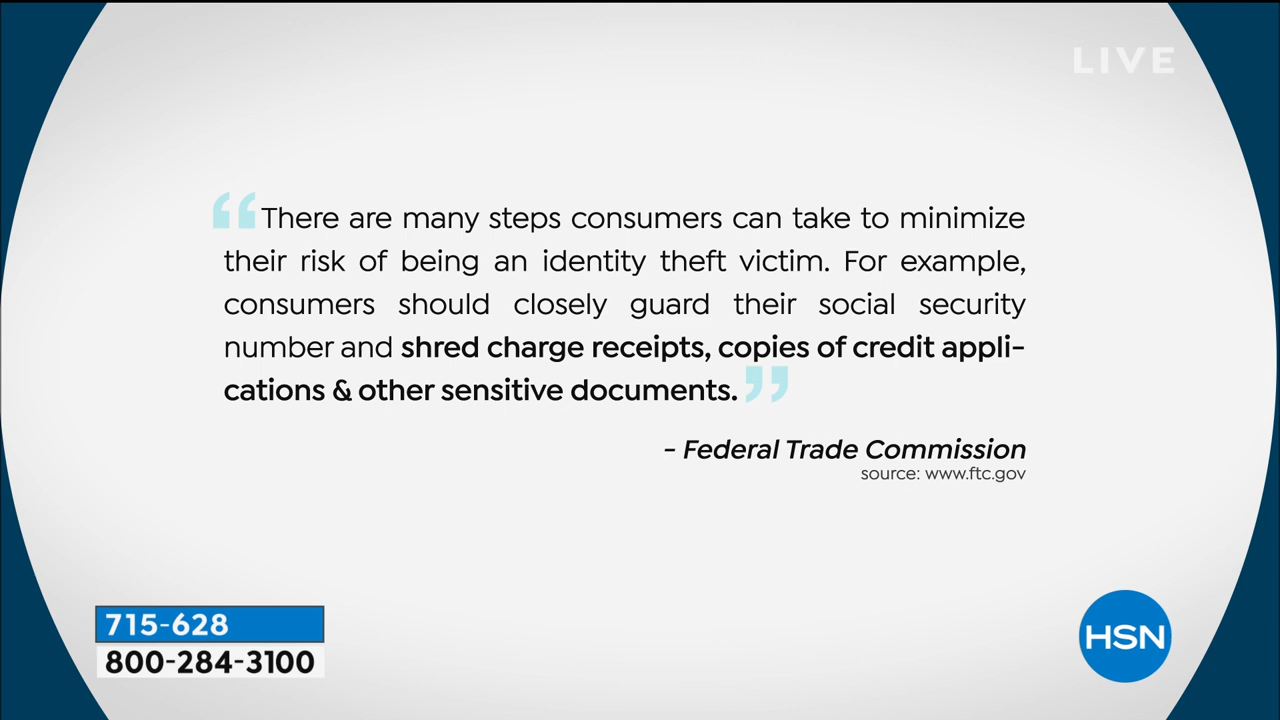 LIVE
“There are many steps consumers can take to minimize
their risk of being an identity theft victim. For example,
consumers should closely guard their social security
number and shred charge receipts, copies of credit appli-
cations & other sensitive documents.”
- Federal Trade Commission
source: www.ftc.gov
715-628
800-284-3100
HSN